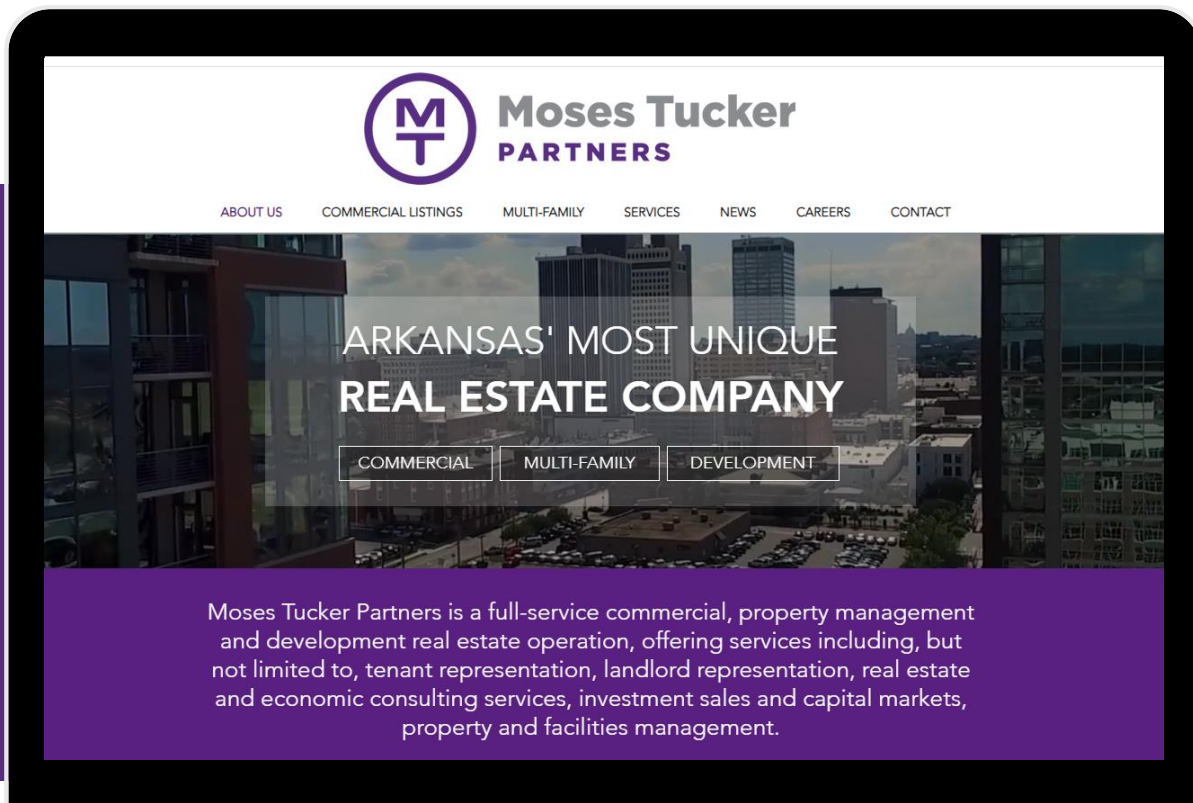 MT
Moses Tucker
PARTNERS
ABOUT US COMMERCIAL LISTINGS MULTI-FAMILY SERVICES NEWS CAREERS CONTACT
ARKANSAS' MOST UNIQUE
REAL ESTATE COMPANY
COMMERCIAL MULTI-FAMILY DEVELOPMENT
Moses Tucker Partners is a full-service commercial, property management
and development real estate operation, offering services including, but
not limited to, tenant representation, landlord representation, real estate
and economic consulting services, investment sales and capital markets,
property and facilities management.